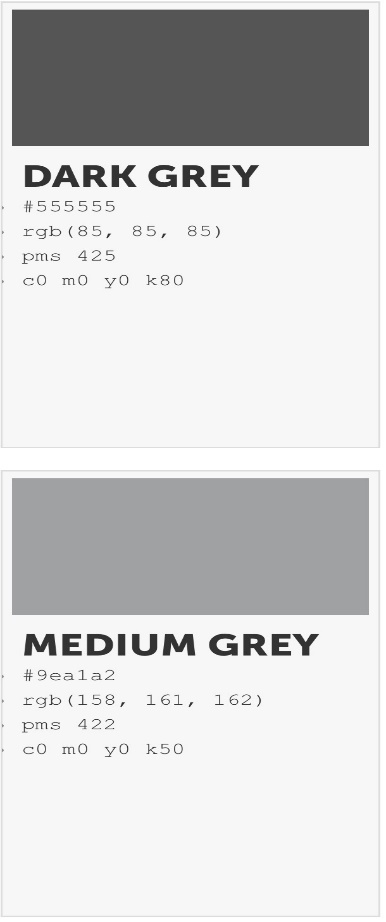 DARK GREY
#555555
rgb(85, 85, 85)
pms 425
c0 m0 y0 k80
MEDIUM GREY
#9ea1a2
rgb(158, 161, 162)
pms 422
c0 m0 y0 k50